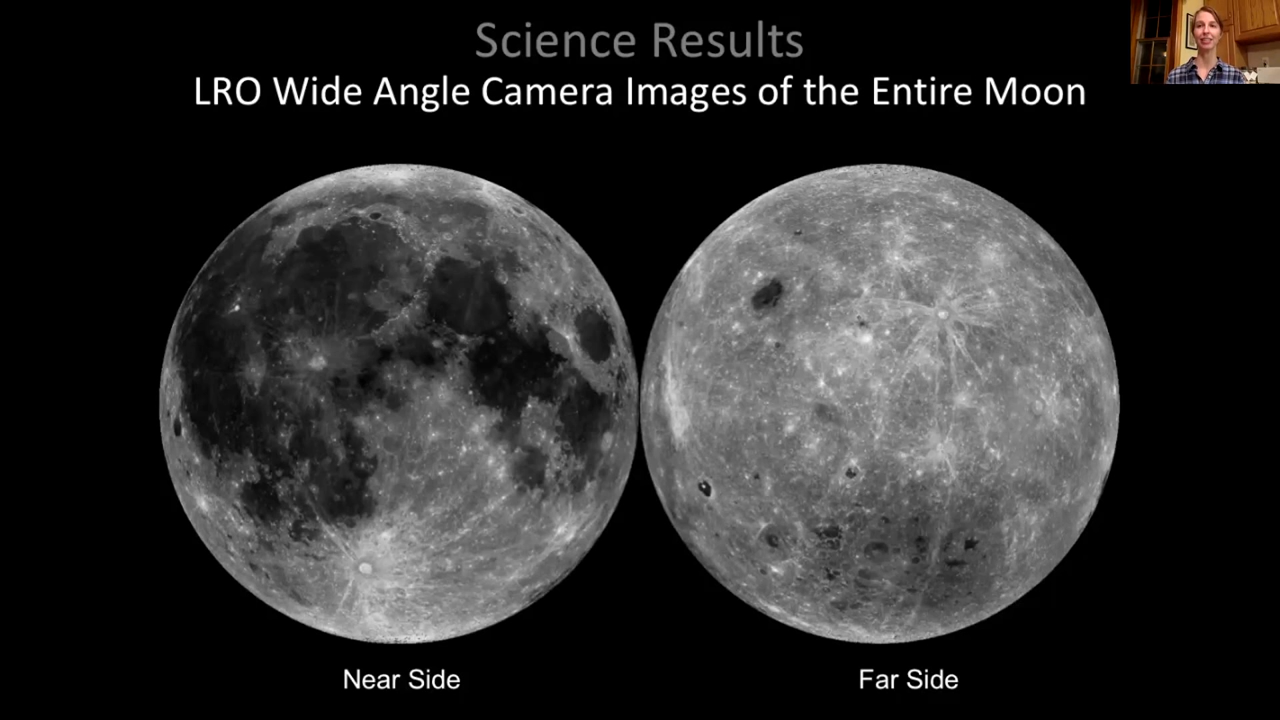 Science Results
LRO Wide Angle Camera Images of the Entire Moon
Near Side
Far Side